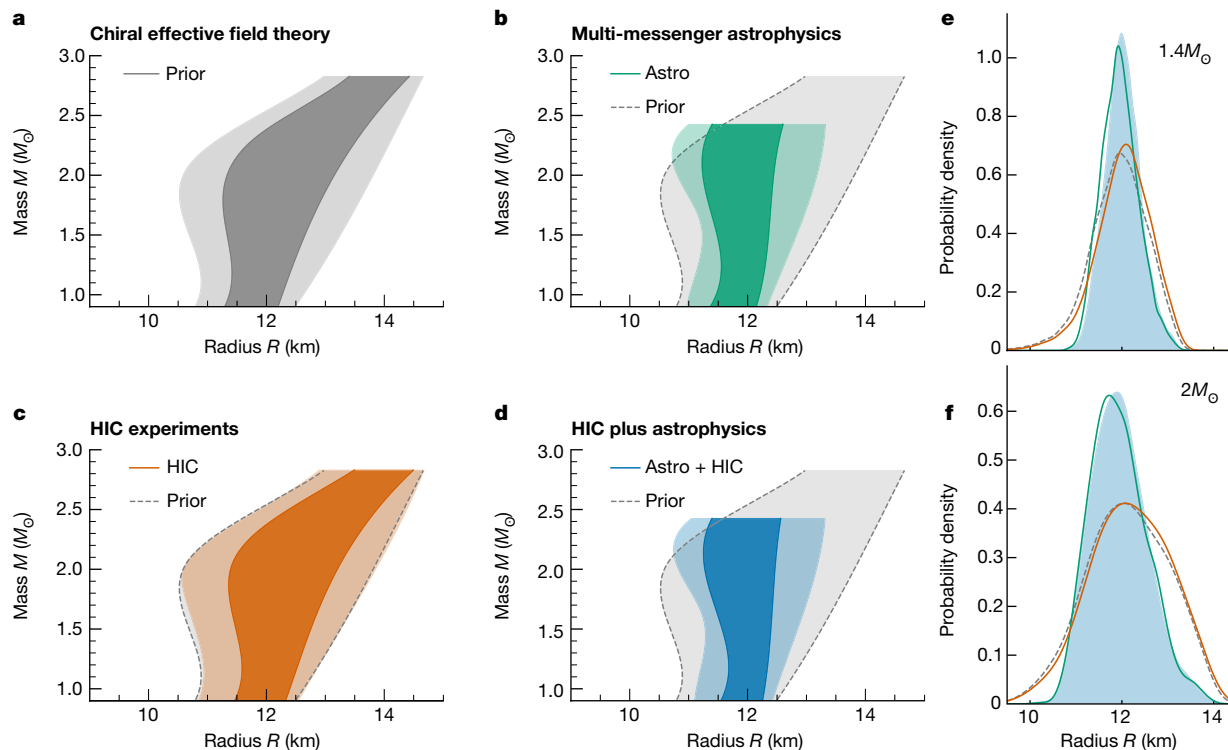 a
Chiral effective field theory
Prior
3.0
2.5
2.0
1.5
1.0
Mass M (M⊙)
10 12 14
Radius R (km)
b
Multi-messenger astrophysics
Astro
Prior
3.0
2.5
2.0
1.5
1.0
Mass M (M⊙)
10 12 14
Radius R (km)
c
HIC experiments
HIC
Prior
3.0
2.5
2.0
1.5
1.0
Mass M (M⊙)
10 12 14
Radius R (km)
d
HIC plus astrophysics
Astro + HIC
Prior
3.0
2.5
2.0
1.5
1.0
Mass M (M⊙)
10 12 14
Radius R (km)
e
1.4M⊙
1.0
0.8
0.6
0.4
0.2
0
Probability density
f
2M⊙
0.6
0.5
0.4
0.3
0.2
0.1
0
Probability density
10 12 14
Radius R (km)